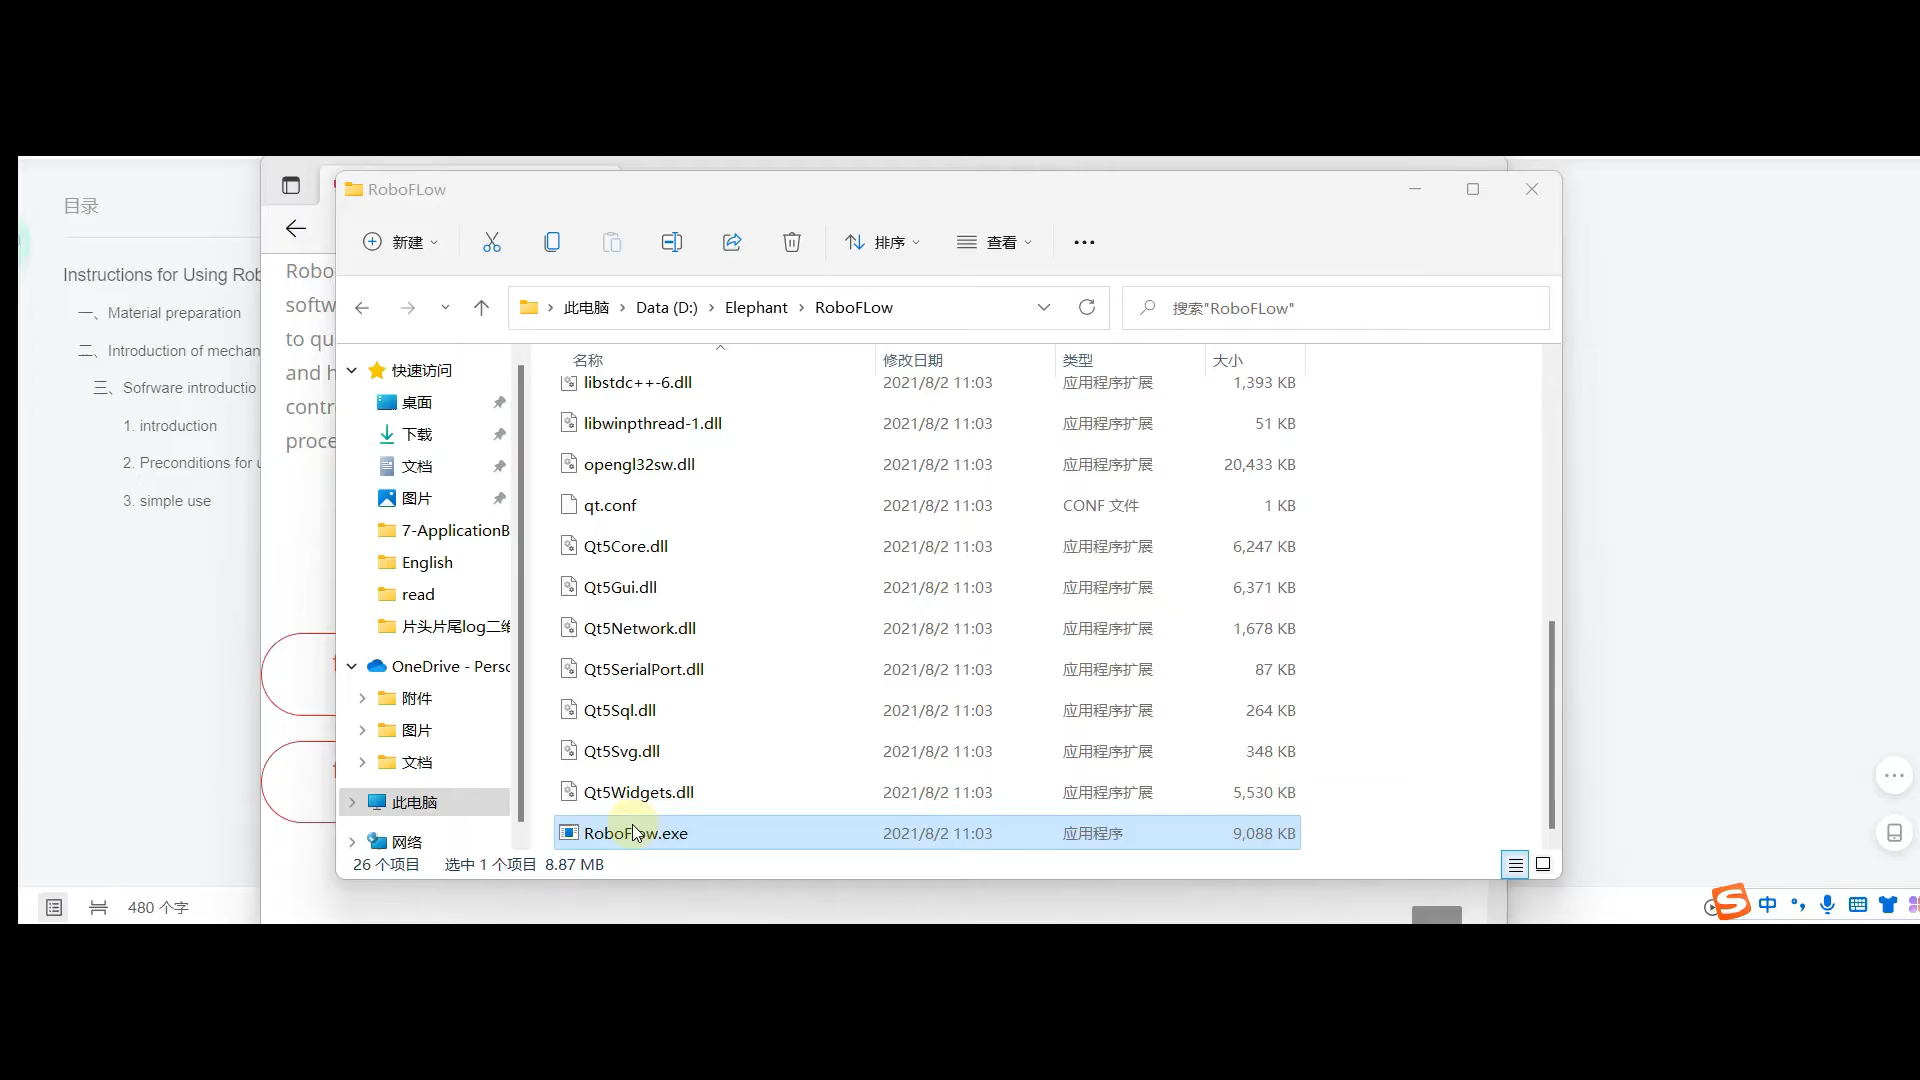 目录
Instructions for Using Rob
一、Material preparation
二、Introduction of mechan
三、Sofrware introductio
1. introduction
2. Preconditions for u
3. simple use
480 个字
Robo
softw
to qu
and h
contr
proce
RoboFLow
新建
排序
查看
此电脑
Data (D:)
Elephant
RoboFLow
搜索"RoboFLow"
快速访问
桌面
下载
文档
图片
7-ApplicationB
English
read
片头片尾log二维
OneDrive - Perso
附件
图片
文档
此电脑
网络
名称 修改日期 类型 大小
libstdc++-6.dll 2021/8/2 11:03 应用程序扩展 1,393 KB
libwinpthread-1.dll 2021/8/2 11:03 应用程序扩展 51 KB
opengl32sw.dll 2021/8/2 11:03 应用程序扩展 20,433 KB
qt.conf 2021/8/2 11:03 CONF 文件 1 KB
Qt5Core.dll 2021/8/2 11:03 应用程序扩展 6,247 KB
Qt5Gui.dll 2021/8/2 11:03 应用程序扩展 6,371 KB
Qt5Network.dll 2021/8/2 11:03 应用程序扩展 1,678 KB
Qt5SerialPort.dll 2021/8/2 11:03 应用程序扩展 87 KB
Qt5Sql.dll 2021/8/2 11:03 应用程序扩展 264 KB
Qt5Svg.dll 2021/8/2 11:03 应用程序扩展 348 KB
Qt5Widgets.dll 2021/8/2 11:03 应用程序扩展 5,530 KB
RoboFlow.exe 2021/8/2 11:03 应用程序 9,088 KB
26 个项目 选中 1 个项目 8.87 MB
S 中